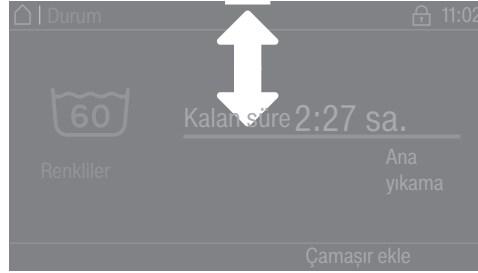 Durum 11:02
60
Kalan süre 2:27 sa.
Renkliler
Ana
yıkama
Çamaşır ekle